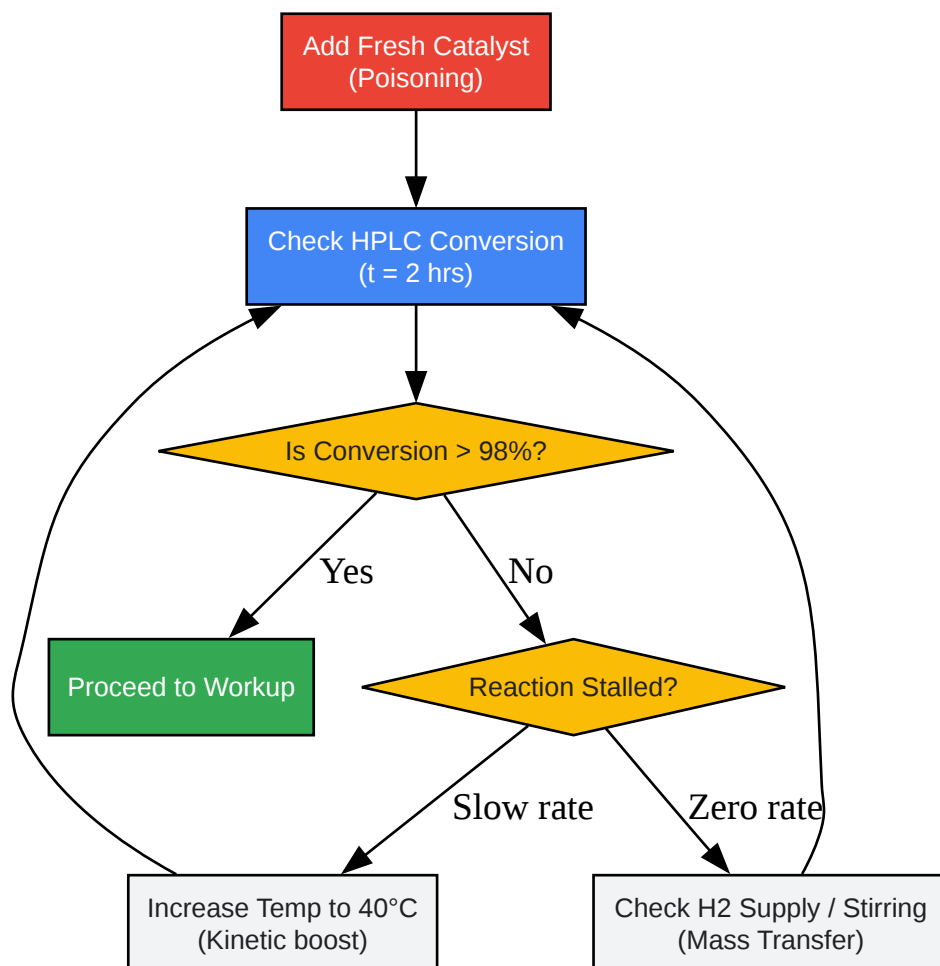 Add Fresh Catalyst
(Poisoning)
Check HPLC Conversion
(t = 2 hrs)
Is Conversion > 98%?
Yes
No
Proceed to Workup
Reaction Stalled?
Slow rate
Zero rate
Increase Temp to 40°C
(Kinetic boost)
Check H2 Supply / Stirring
(Mass Transfer)